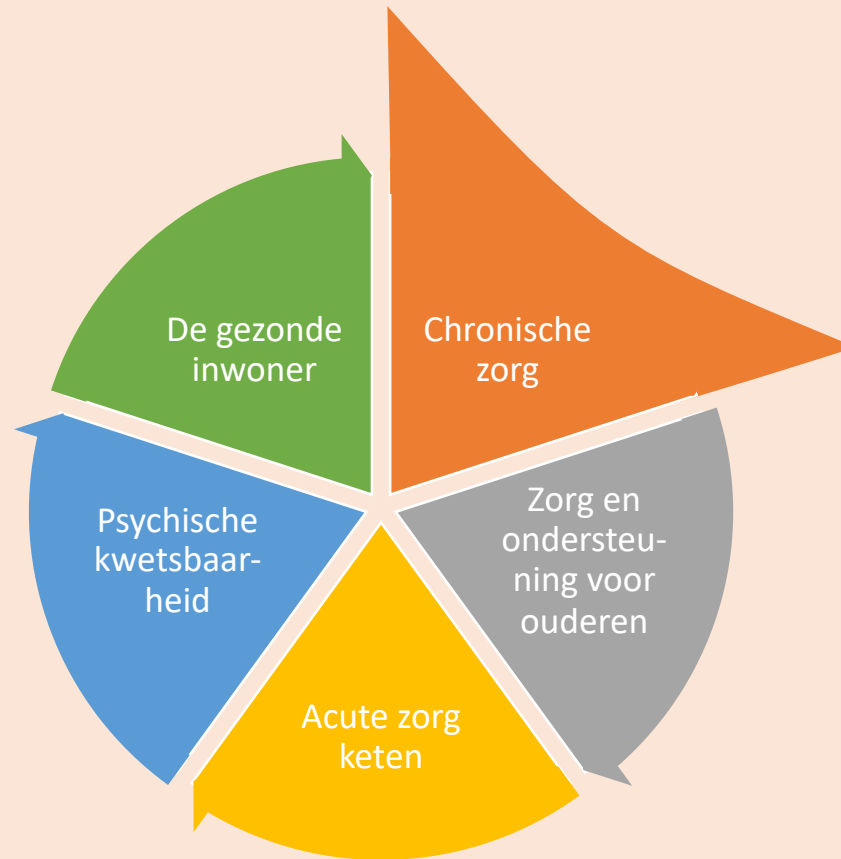 De gezonde
inwoner
Chronische
zorg
Zorg en
ondersteu-
ning voor
ouderen
Acute zorg
keten
Psychische
kwetsbaar-
heid